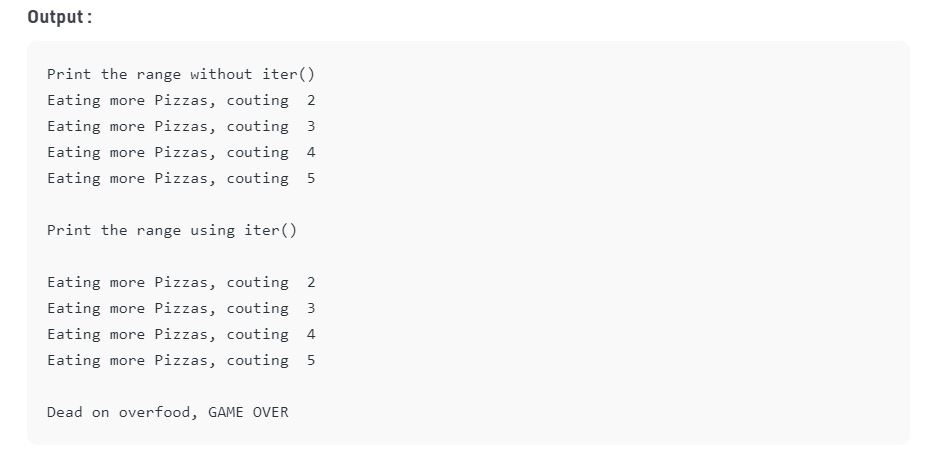 Output :
Print the range without iter()
Eating more Pizzas, couting  2
Eating more Pizzas, couting  3
Eating more Pizzas, couting  4
Eating more Pizzas, couting  5
Print the range using iter()
Eating more Pizzas, couting  2
Eating more Pizzas, couting  3
Eating more Pizzas, couting  4
Eating more Pizzas, couting  5
Dead on overfood, GAME OVER